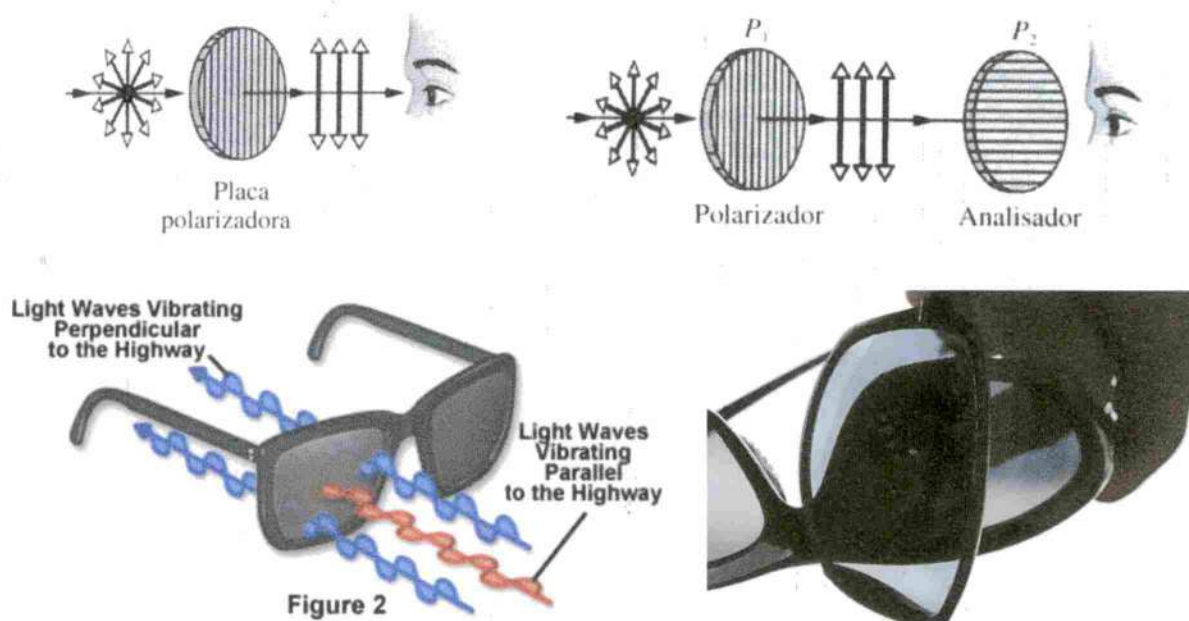 Placa
polarizadora
P₁
P₂
Polarizador
Analisador
Light Waves Vibrating
Perpendicular
to the Highway
Light Waves
Vibrating
Parallel
to the Highway
Figure 2